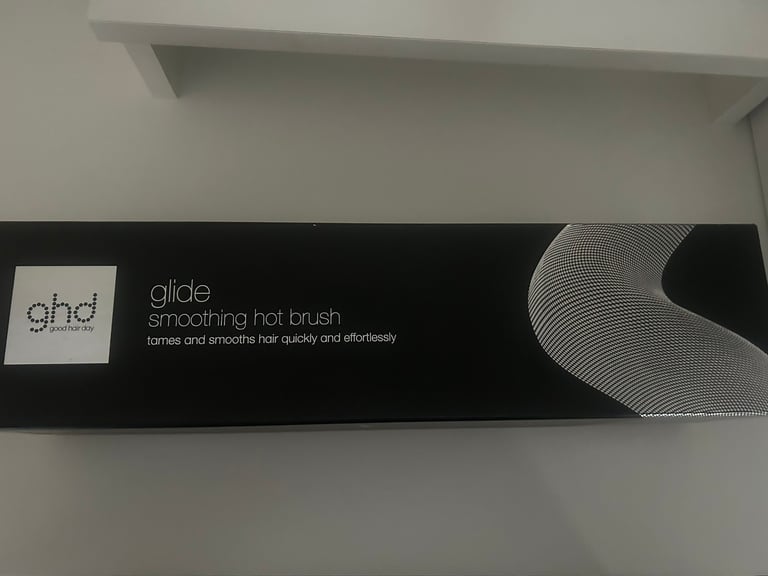 ghd
good hair day
glide
smoothing hot brush
tames and smooths hair quickly and effortlessly